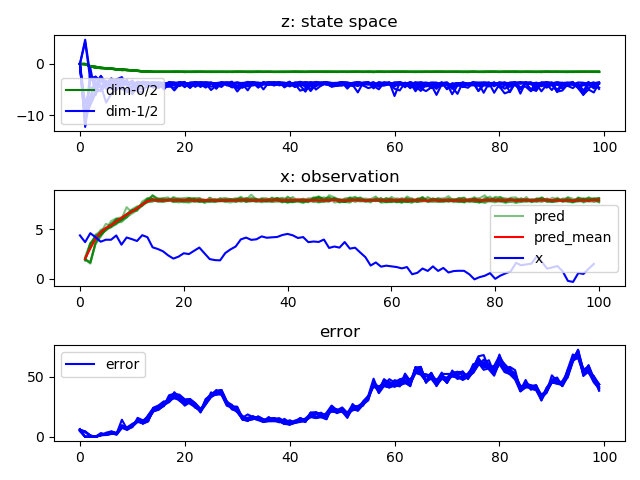 z: state space
0
−10
dim-0/2
dim-1/2
0 20 40 60 80 100
x: observation
5
0
pred
pred_mean
x
0 20 40 60 80 100
error
50
0
error
0 20 40 60 80 100